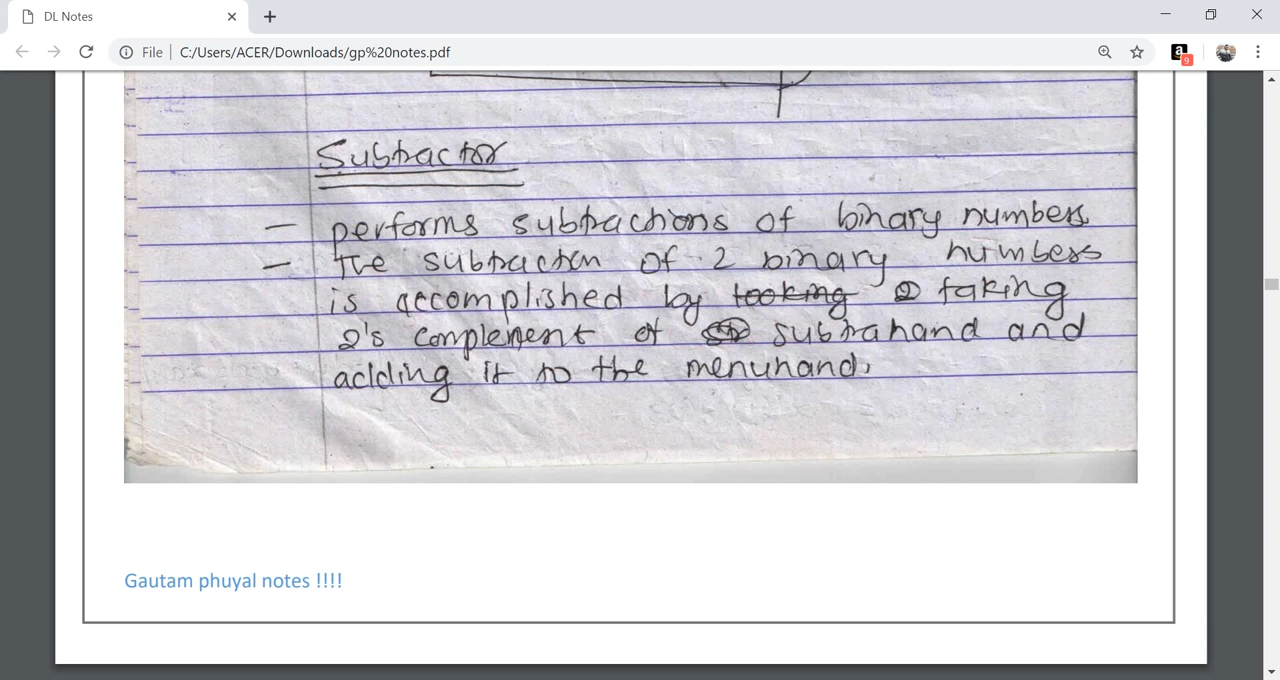 DL Notes
File
C:/Users/ACER/Downloads/gp%20notes.pdf
9
Subtractor
- performs subtractions of binary numbers.
- The subtraction of 2 binary numbers
is accomplished by tooking taking
2's complement of subtrahand and
adding it to the menuhand.
Gautam phuyal notes !!!!